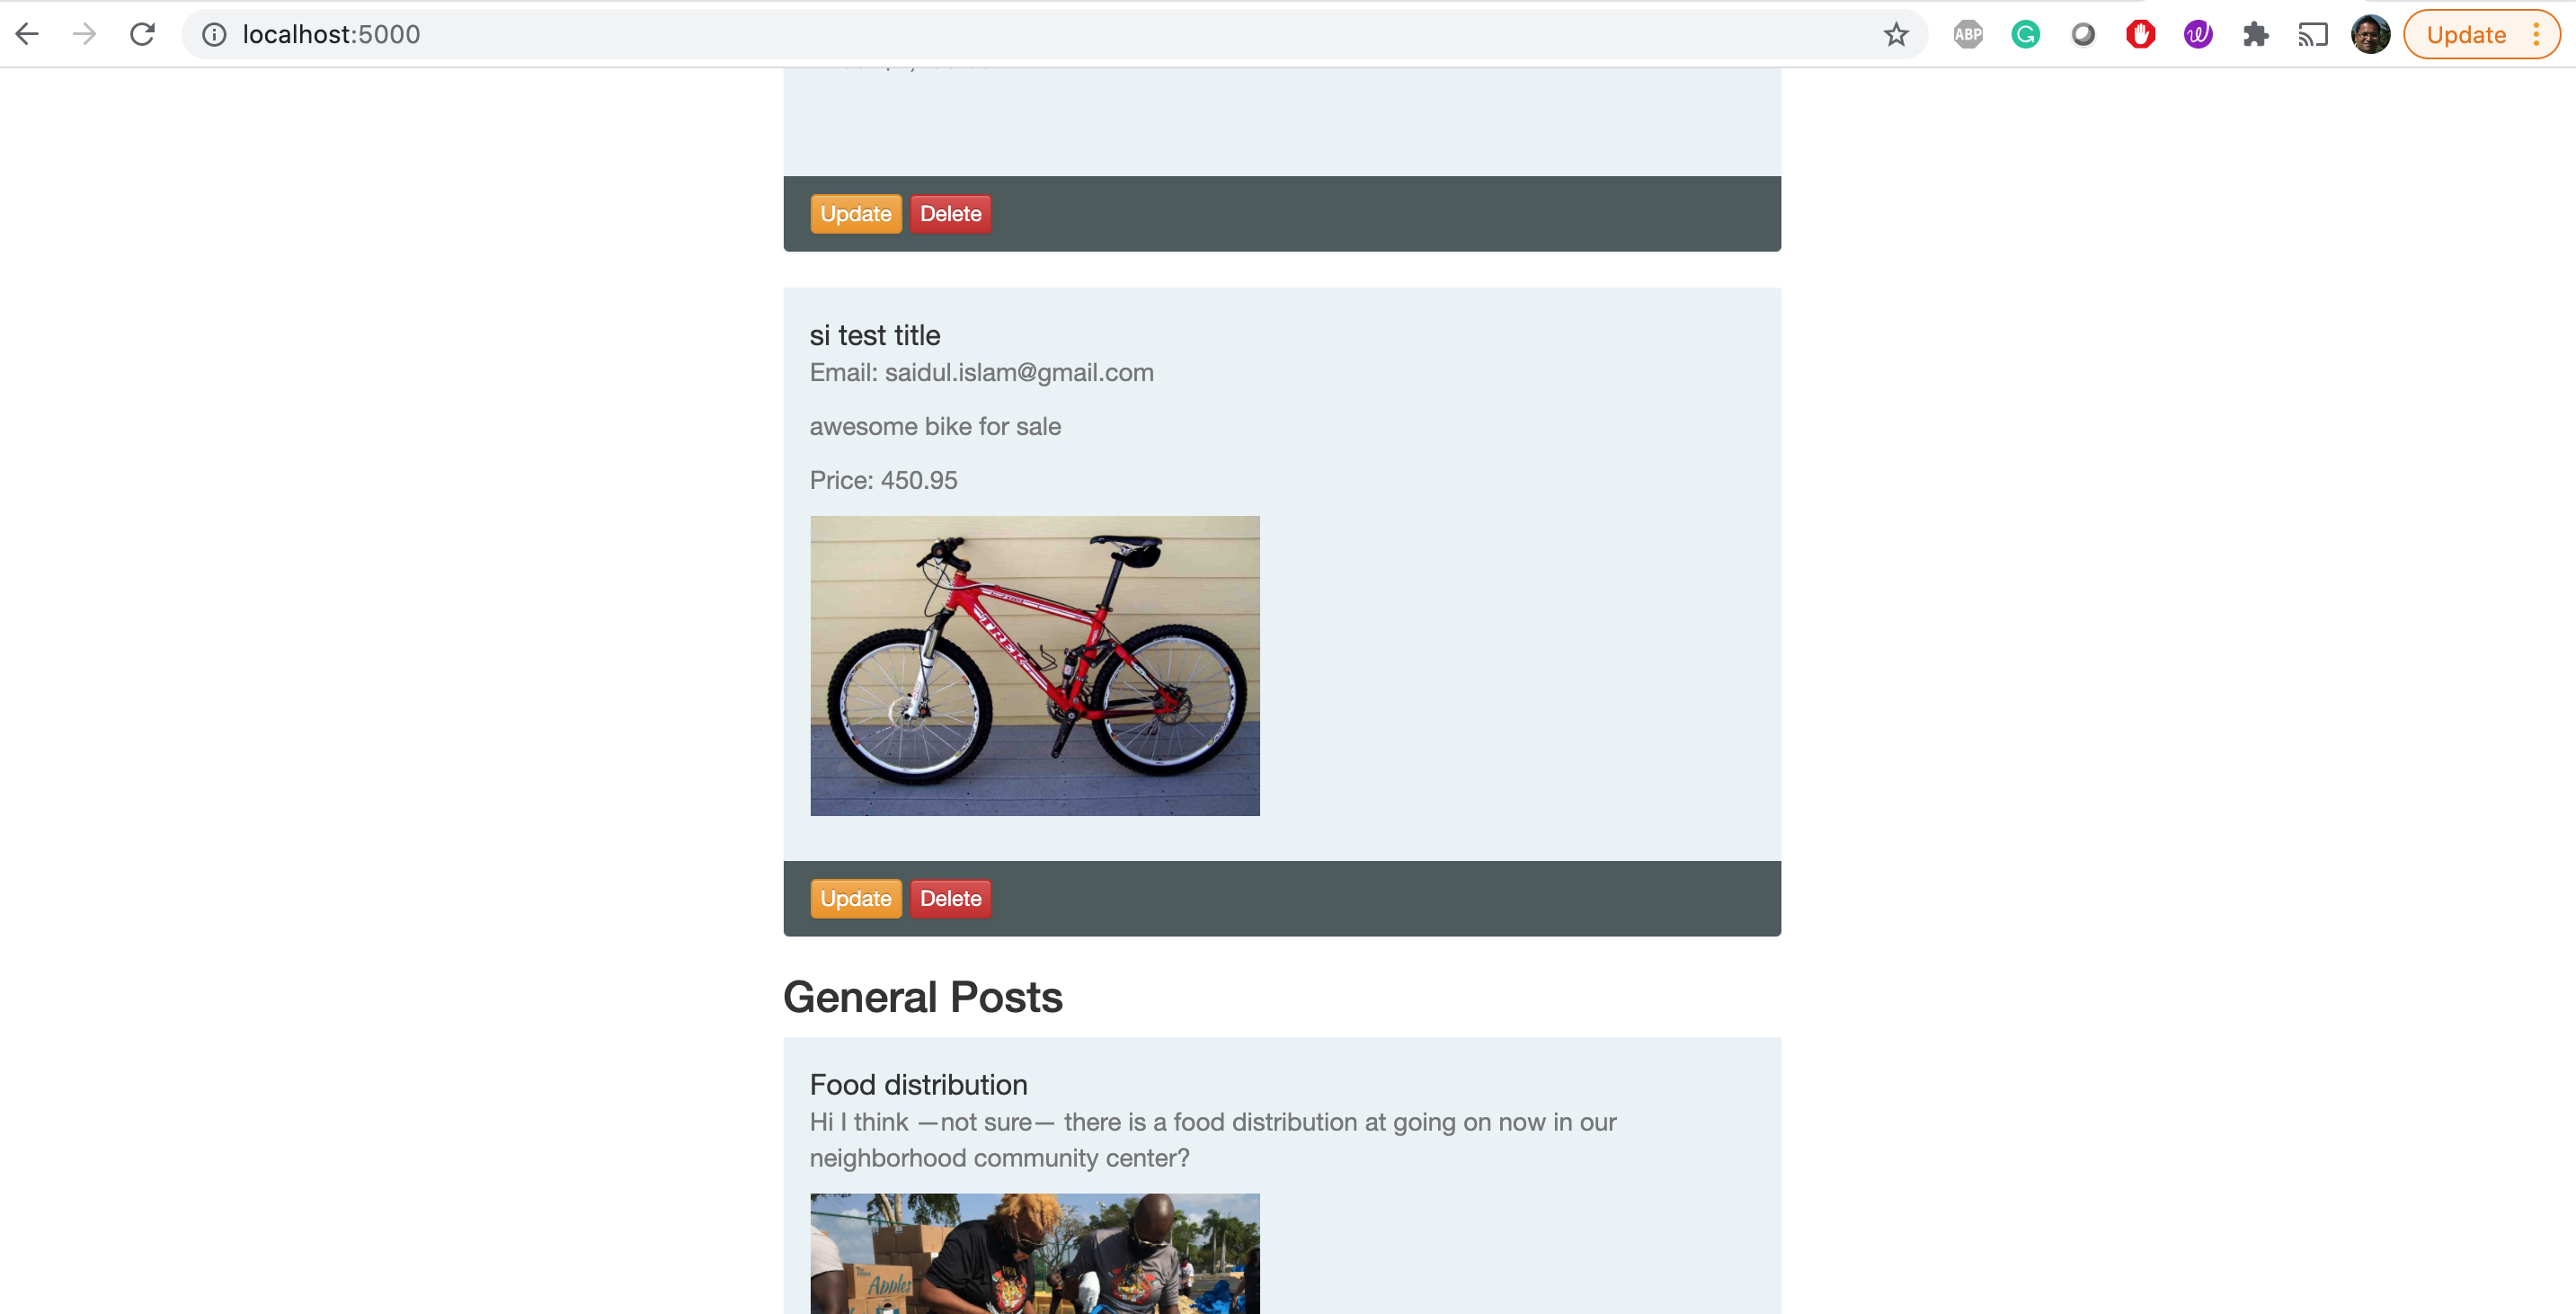 localhost:5000
ABP
Update
Update Delete
si test title
Email: saidul.islam@gmail.com
awesome bike for sale
Price: 450.95
TREK
Update Delete
General Posts
Food distribution
Hi I think —not sure— there is a food distribution at going on now in our
neighborhood community center?
Apples